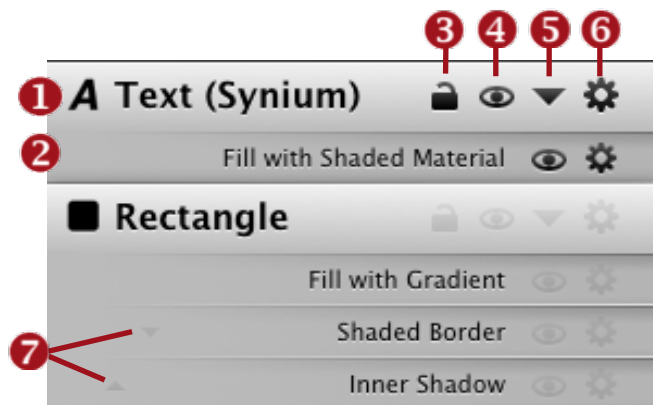 3 4 5 6
1 A Text (Synium)
2 Fill with Shaded Material
Rectangle
Fill with Gradient
7 Shaded Border
Inner Shadow